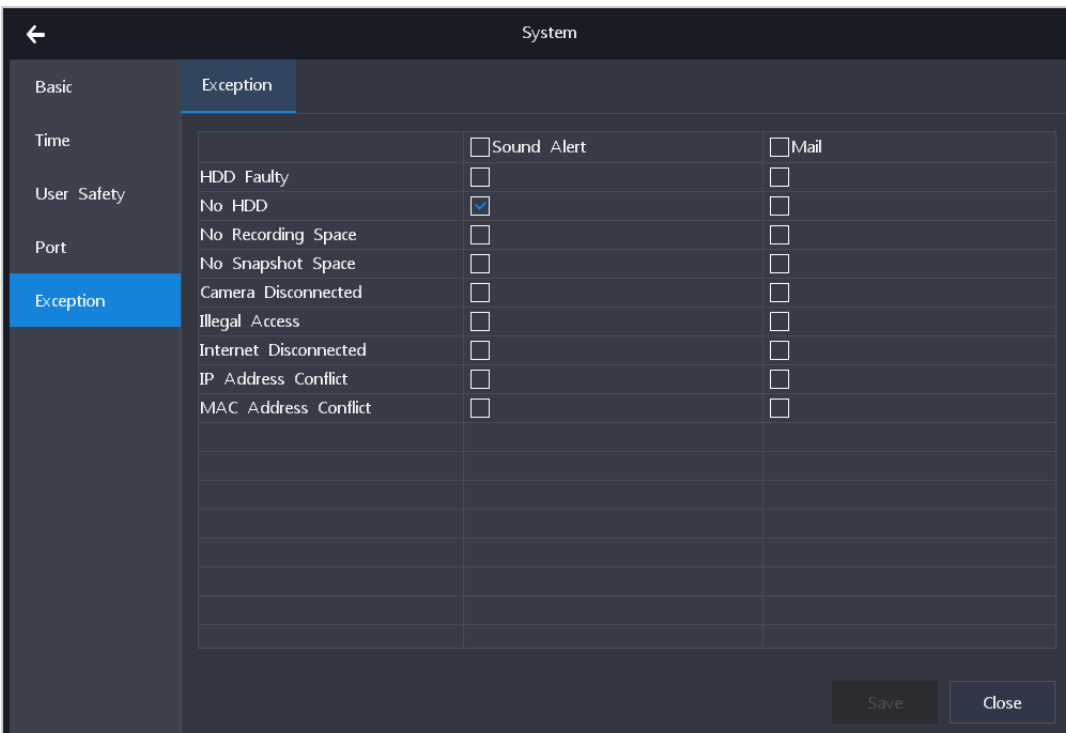 System
Basic
Time
User Safety
Port
Exception
Exception
Sound Alert Mail
HDD Faulty
No HDD
No Recording Space
No Snapshot Space
Camera Disconnected
Illegal Access
Internet Disconnected
IP Address Conflict
MAC Address Conflict
Save Close